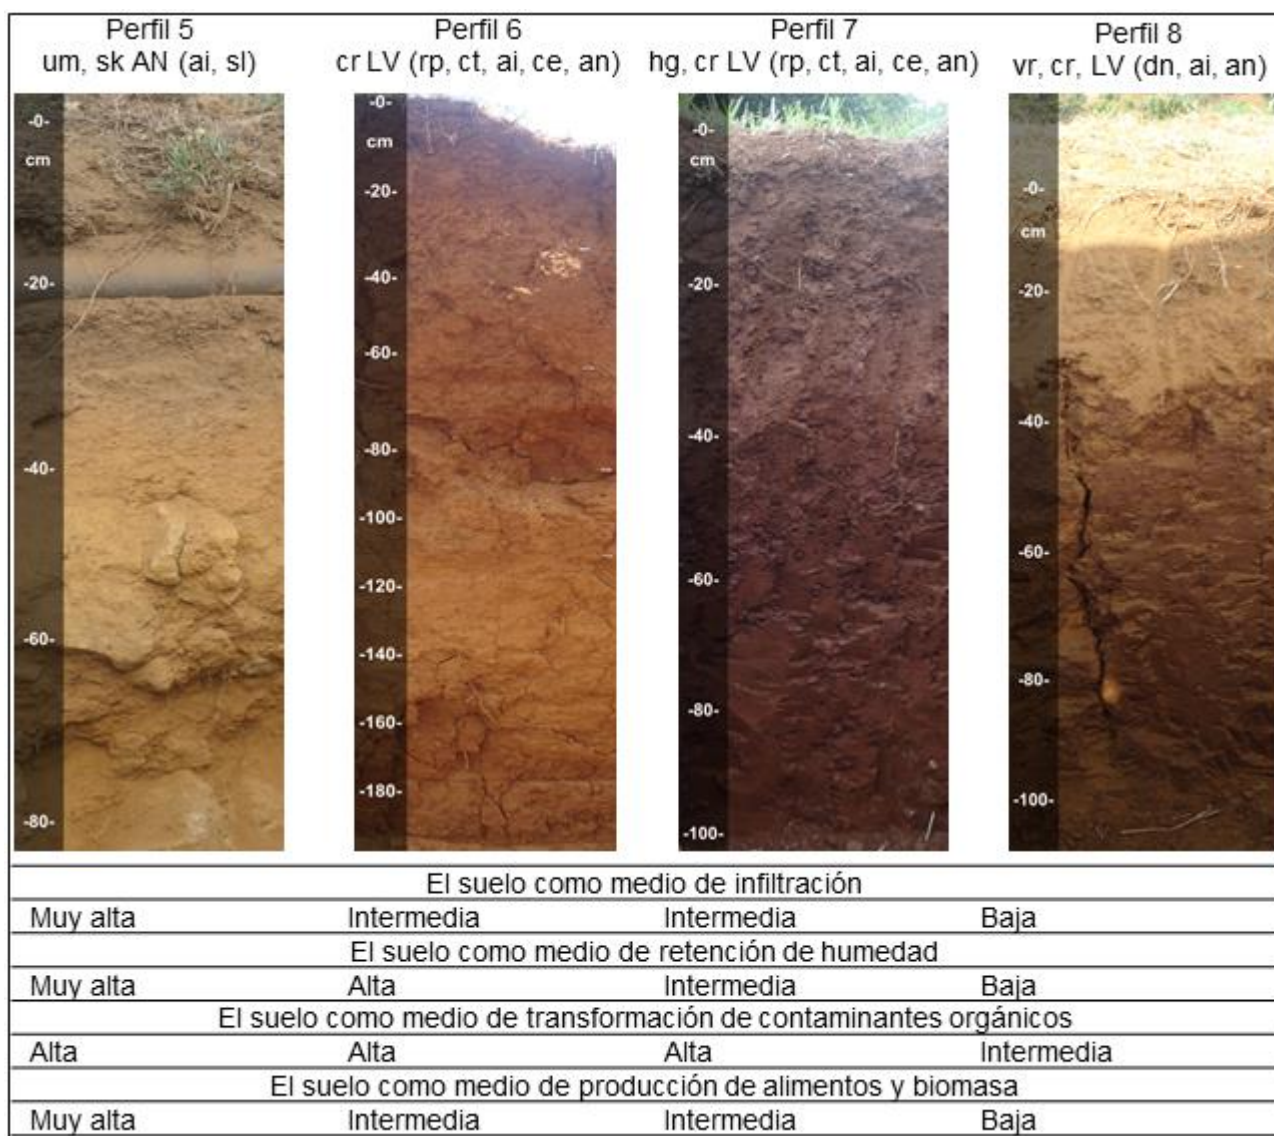 Perfil 5
um, sk AN (ai, sl)
Perfil 6
cr LV (rp, ct, ai, ce, an)
Perfil 7
hg, cr LV (rp, ct, ai, ce, an)
Perfil 8
vr, cr, LV (dn, ai, an)
-0-
cm
-20-
-40-
-60-
-80-
-0-
cm
-20-
-40-
-60-
-80-
-100-
-120-
-140-
-160-
-180-
-0-
cm
-20-
-40-
-60-
-80-
-100-
-0-
cm
-20-
-40-
-60-
-80-
-100-
El suelo como medio de infiltración
Muy alta Intermedia Intermedia Baja
El suelo como medio de retención de humedad
Muy alta Alta Intermedia Baja
El suelo como medio de transformación de contaminantes orgánicos
Alta Alta Alta Intermedia
El suelo como medio de producción de alimentos y biomasa
Muy alta Intermedia Intermedia Baja